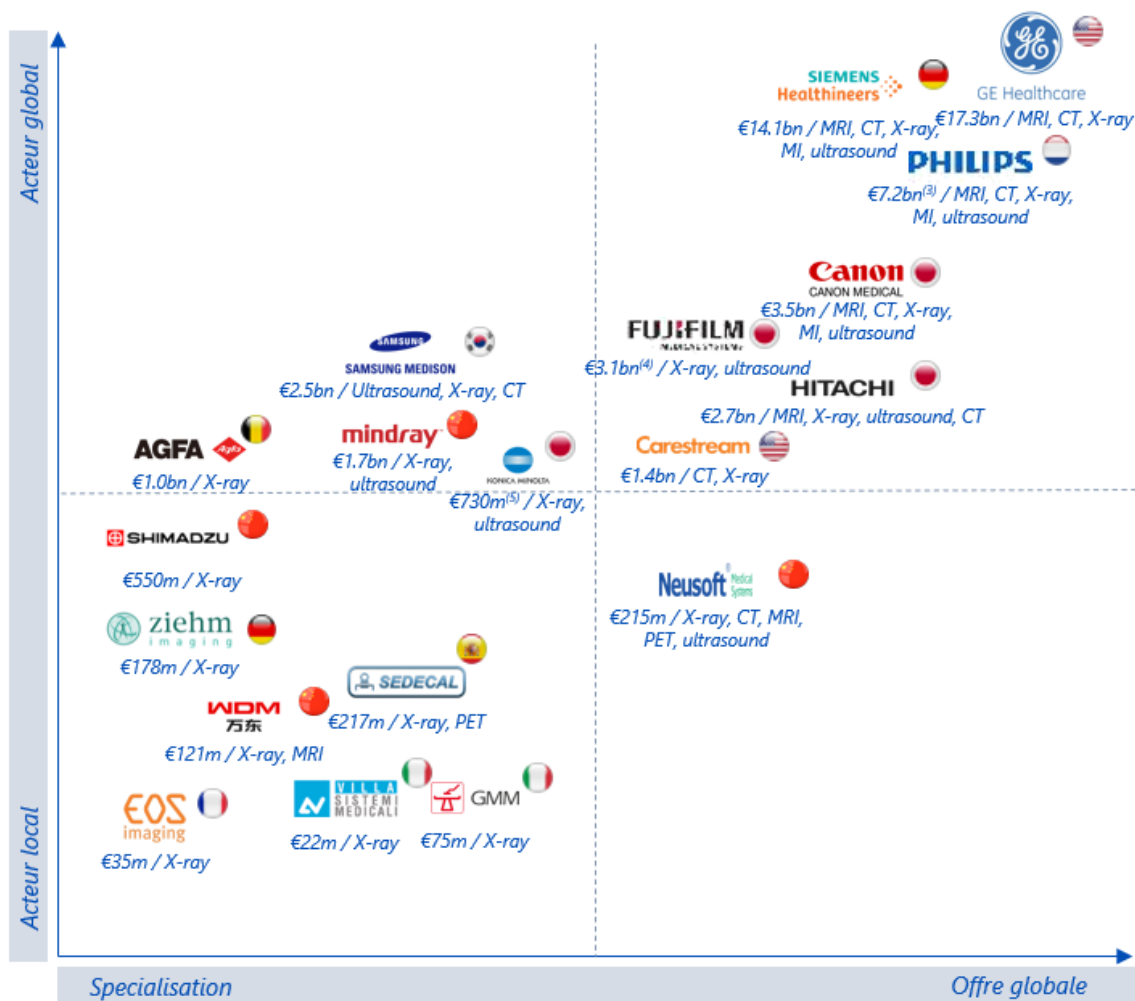 Acteur global
GE
GE Healthcare
€17.3bn / MRI, CT, X-ray
SIEMENS
Healthineers
€14.1bn / MRI, CT, X-ray,
MI, ultrasound
PHILIPS
€7.2bn(3) / MRI, CT, X-ray,
MI, ultrasound
Canon
CANON MEDICAL
€3.5bn / MRI, CT, X-ray,
MI, ultrasound
FUJIFILM
MEDICAL SYSTEMS
€3.1bn(4) / X-ray, ultrasound
SAMSUNG
SAMSUNG MEDISON
€2.5bn / Ultrasound, X-ray, CT
HITACHI
€2.7bn / MRI, X-ray, ultrasound, CT
AGFA
Agfa
€1.0bn / X-ray
mindray
€1.7bn / X-ray,
ultrasound
KONICA MINOLTA
€730m(5) / X-ray,
ultrasound
Carestream
€1.4bn / CT, X-ray
SHIMADZU
€550m / X-ray
Neusoft® Medical
Systems
€215m / X-ray, CT, MRI,
PET, ultrasound
ziehm
imaging
€178m / X-ray
SEDECAL
€217m / X-ray, PET
WDM
万东
€121m / X-ray, MRI
EOS
imaging
€35m / X-ray
VILLA
SISTEMI
MEDICALI
€22m / X-ray
GMM
€75m / X-ray
Acteur local
Specialisation
Offre globale